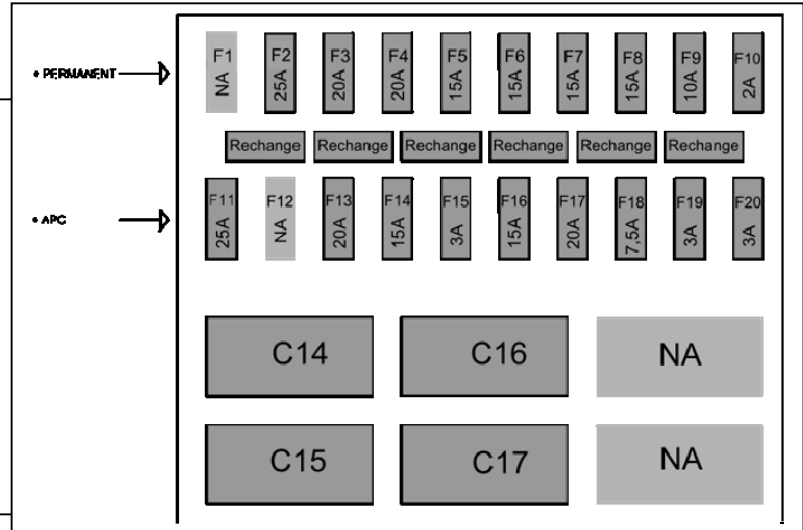 • PERMANENT
F1 NA
F2 25A
F3 20A
F4 20A
F5 15A
F6 15A
F7 15A
F8 15A
F9 10A
F10 2A
Rechange Rechange Rechange Rechange Rechange Rechange
• APC
F11 25A
F12 NA
F13 20A
F14 15A
F15 3A
F16 15A
F17 20A
F18 7,5A
F19 3A
F20 3A
C14 C16 NA
C15 C17 NA